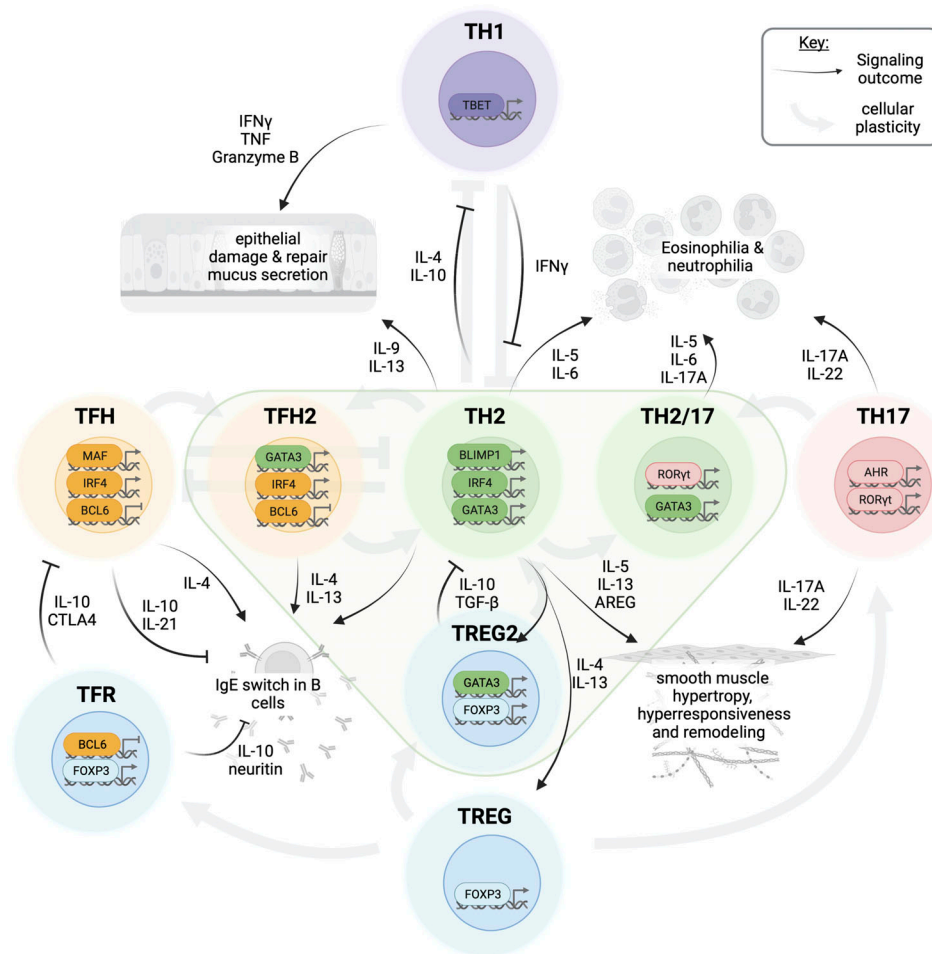 TH1
TBET
Key:
Signaling
outcome
cellular
plasticity
IFNγ
TNF
Granzyme B
epithelial
damage & repair
mucus secretion
IL-4
IL-10
IFNγ
Eosinophilia &
neutrophilia
IL-9
IL-13
IL-5
IL-6
IL-5
IL-6
IL-17A
IL-17A
IL-22
TFH
MAF
IRF4
BCL6
TFH2
GATA3
IRF4
BCL6
TH2
BLIMP1
IRF4
GATA3
TH2/17
RORγt
GATA3
TH17
AHR
RORγt
IL-10
CTLA4
IL-4
IL-10
IL-21
IL-4
IL-13
IL-10
TGF-β
IL-5
IL-13
AREG
IL-17A
IL-22
IgE switch in B
cells
TREG2
GATA3
FOXP3
IL-4
IL-13
smooth muscle
hypertropy,
hyperresponsiveness
and remodeling
TFR
BCL6
FOXP3
IL-10
neuritin
TREG
FOXP3